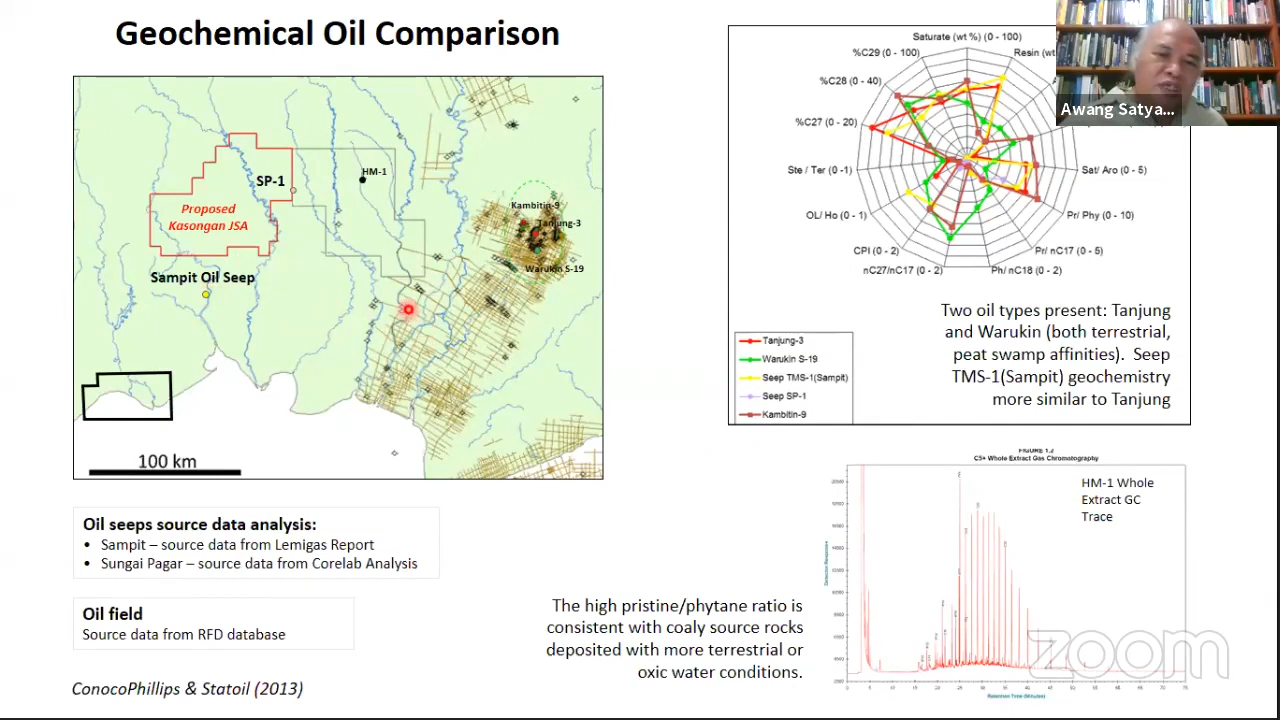 Geochemical Oil Comparison
SP-1
HM-1
Proposed
Kasongan JSA
Kambitin-9
Tanjung-3
Warukin S-19
Sampit Oil Seep
100 km
Oil seeps source data analysis:
• Sampit – source data from Lemigas Report
• Sungai Pagar – source data from Corelab Analysis
Oil field
Source data from RFD database
ConocoPhillips & Statoil (2013)
Saturate (wt %) (0 - 100)
Resin (wt
%C29 (0 - 100)
%C28 (0 - 40)
%C27 (0 - 20)
Ste / Ter (0 -1)
Sat/ Aro (0 - 5)
OL/ Ho (0 - 1)
Pr/ Phy (0 - 10)
CPI (0 - 2)
Pr/ nC17 (0 - 5)
nC27/nC17 (0 - 2)
Ph/ nC18 (0 - 2)
Awang Satya...
Tanjung-3
Warukin S-19
Seep TMS-1(Sampit)
Seep SP-1
Kambitin-9
Two oil types present: Tanjung
and Warukin (both terrestrial,
peat swamp affinities). Seep
TMS-1(Sampit) geochemistry
more similar to Tanjung
The high pristine/phytane ratio is
consistent with coaly source rocks
deposited with more terrestrial or
oxic water conditions.
FIGURE 1.2
C5+ Whole Extract Gas Chromatography
HM-1 Whole
Extract GC
Trace
Retention Time (Minutes)
zoom